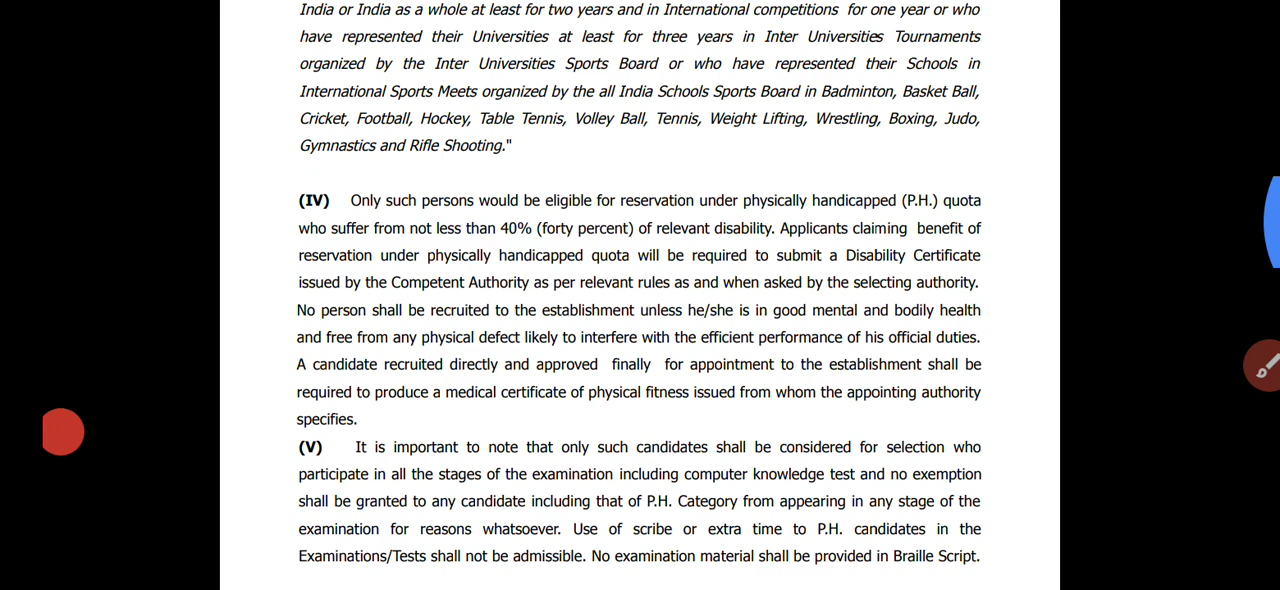 India or India as a whole at least for two years and in International competitions for one year or who
have represented their Universities at least for three years in Inter Universities Tournaments
organized by the Inter Universities Sports Board or who have represented their Schools in
International Sports Meets organized by the all India Schools Sports Board in Badminton, Basket Ball,
Cricket, Football, Hockey, Table Tennis, Volley Ball, Tennis, Weight Lifting, Wrestling, Boxing, Judo,
Gymnastics and Rifle Shooting."
(IV) Only such persons would be eligible for reservation under physically handicapped (P.H.) quota
who suffer from not less than 40% (forty percent) of relevant disability. Applicants claiming benefit of
reservation under physically handicapped quota will be required to submit a Disability Certificate
issued by the Competent Authority as per relevant rules as and when asked by the selecting authority.
No person shall be recruited to the establishment unless he/she is in good mental and bodily health
and free from any physical defect likely to interfere with the efficient performance of his official duties.
A candidate recruited directly and approved finally for appointment to the establishment shall be
required to produce a medical certificate of physical fitness issued from whom the appointing authority
specifies.
(V) It is important to note that only such candidates shall be considered for selection who
participate in all the stages of the examination including computer knowledge test and no exemption
shall be granted to any candidate including that of P.H. Category from appearing in any stage of the
examination for reasons whatsoever. Use of scribe or extra time to P.H. candidates in the
Examinations/Tests shall not be admissible. No examination material shall be provided in Braille Script.